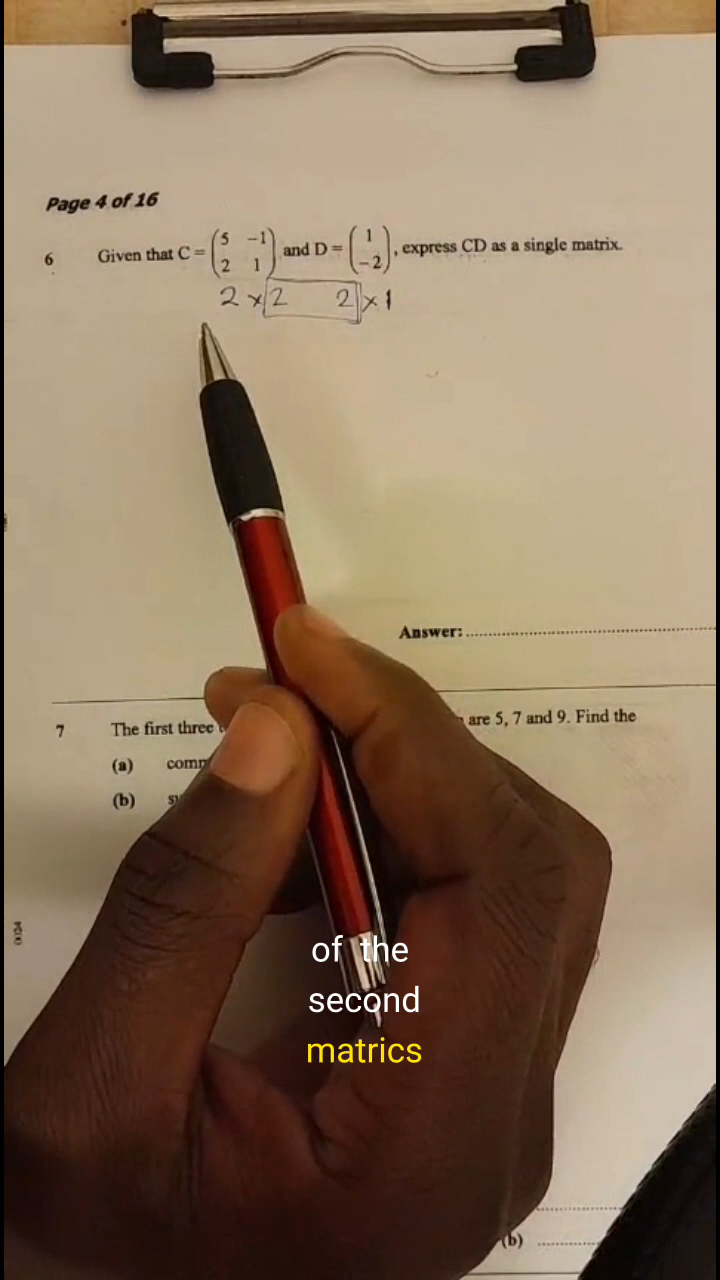 Page 4 of 16
6 Given that C = (5 -1 2 1) and D = (1 -2), express CD as a single matrix.
2 × 2 2 × 1
Answer:
7 The first three are 5, 7 and 9. Find the
(a) comm
(b)
of the
second
matrics
(b)